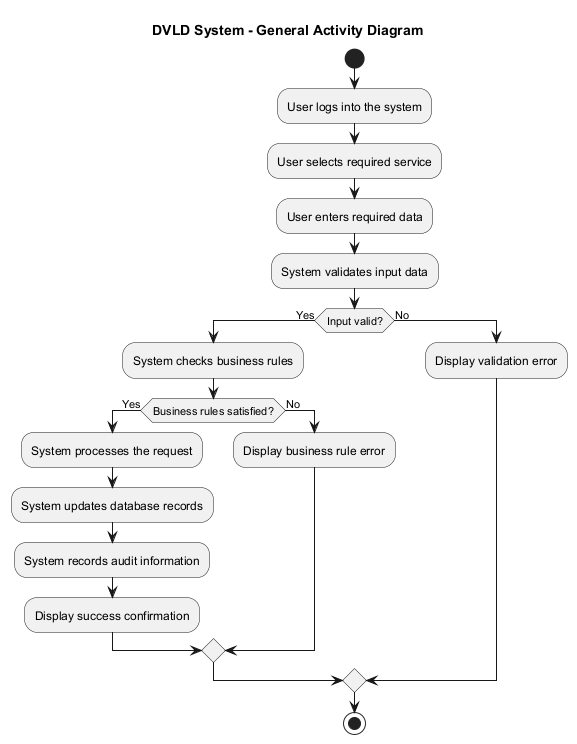 DVLD System - General Activity Diagram
User logs into the system
User selects required service
User enters required data
System validates input data
Yes
Input valid?
No
System checks business rules
Display validation error
Yes
Business rules satisfied?
No
System processes the request
Display business rule error
System updates database records
System records audit information
Display success confirmation